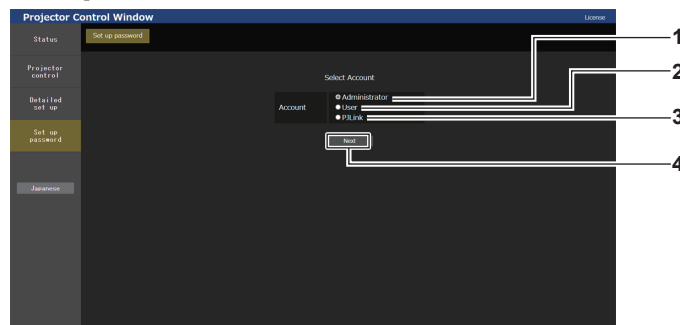 Projector Control Window
License
Status
Set up password
Projector
control
Select Account
Detailed
set up
Account
Administrator
User
PJLink
Set up
password
Next
Japanese
1
2
3
4